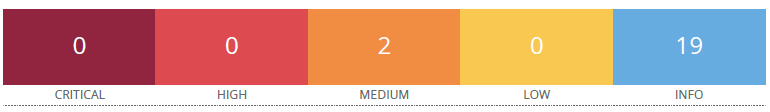 0 0 2 0 19
CRITICAL HIGH MEDIUM LOW INFO